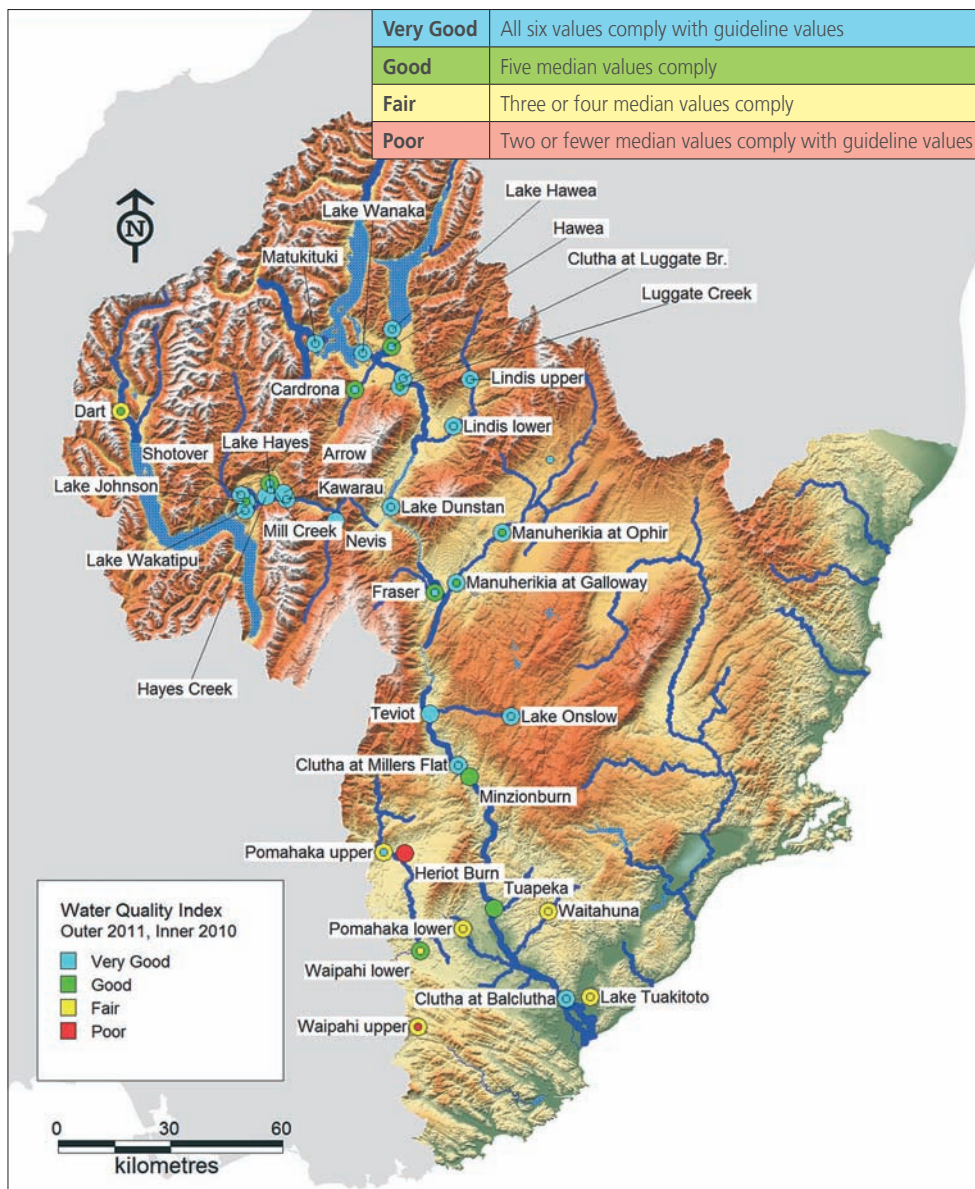 Very Good All six values comply with guideline values
Good Five median values comply
Fair Three or four median values comply
Poor Two or fewer median values comply with guideline values
N
Lake Hawea
Lake Wanaka
Hawea
Matukituki
Clutha at Luggate Br.
Luggate Creek
Cardrona
Lindis upper
Dart
Lindis lower
Lake Hayes
Shotover
Arrow
Lake Johnson
Kawarau
Lake Dunstan
Mill Creek
Nevis
Manuherikia at Ophir
Lake Wakatipu
Manuherikia at Galloway
Fraser
Hayes Creek
Teviot
Lake Onslow
Clutha at Millers Flat
Minzionburn
Pomahaka upper
Heriot Burn
Tuapeka
Waitahuna
Pomahaka lower
Waipahi lower
Clutha at Balclutha
Lake Tuakitoto
Waipahi upper
Water Quality Index
Outer 2011, Inner 2010
Very Good
Good
Fair
Poor
0 30 60
kilometres